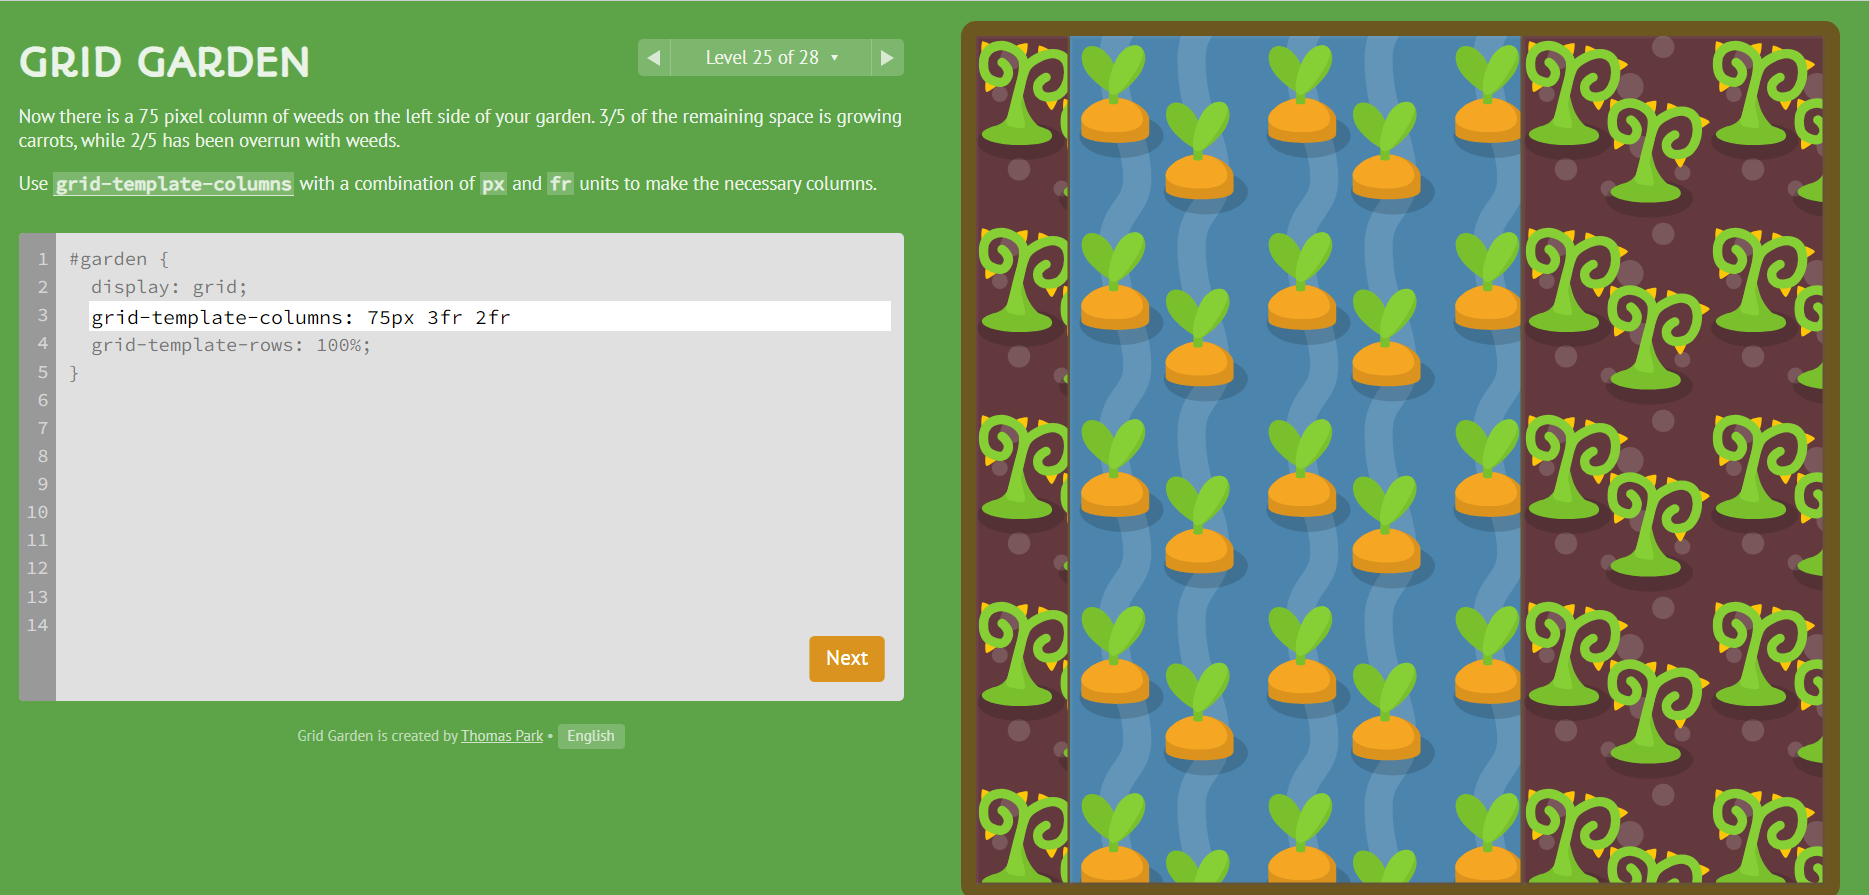 GRID GARDEN
◀ Level 25 of 28 ▼ ▶
Now there is a 75 pixel column of weeds on the left side of your garden. 3/5 of the remaining space is growing
carrots, while 2/5 has been overrun with weeds.
Use grid-template-columns with a combination of px and fr units to make the necessary columns.
1 #garden {
2 display: grid;
3 grid-template-columns: 75px 3fr 2fr
4 grid-template-rows: 100%;
5 }
6
7
8
9
10
11
12
13
14
Next
Grid Garden is created by Thomas Park • English